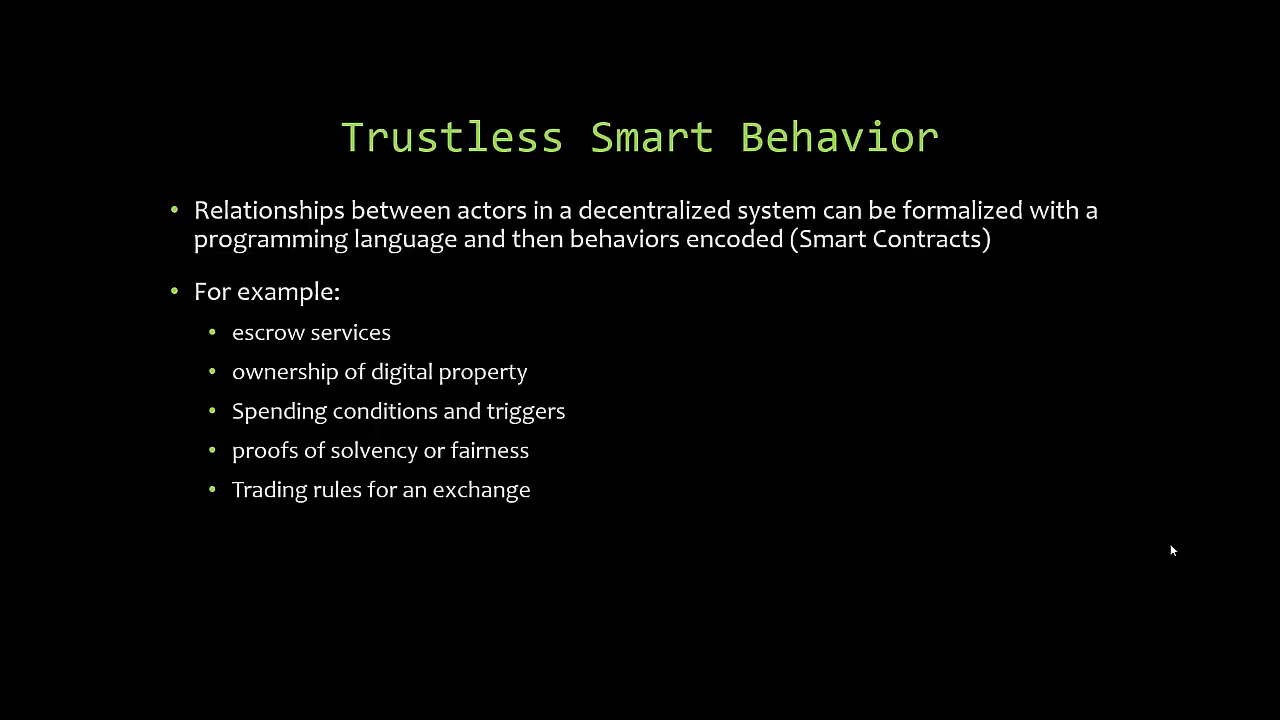 Trustless Smart Behavior
• Relationships between actors in a decentralized system can be formalized with a
programming language and then behaviors encoded (Smart Contracts)
• For example:
• escrow services
• ownership of digital property
• Spending conditions and triggers
• proofs of solvency or fairness
• Trading rules for an exchange